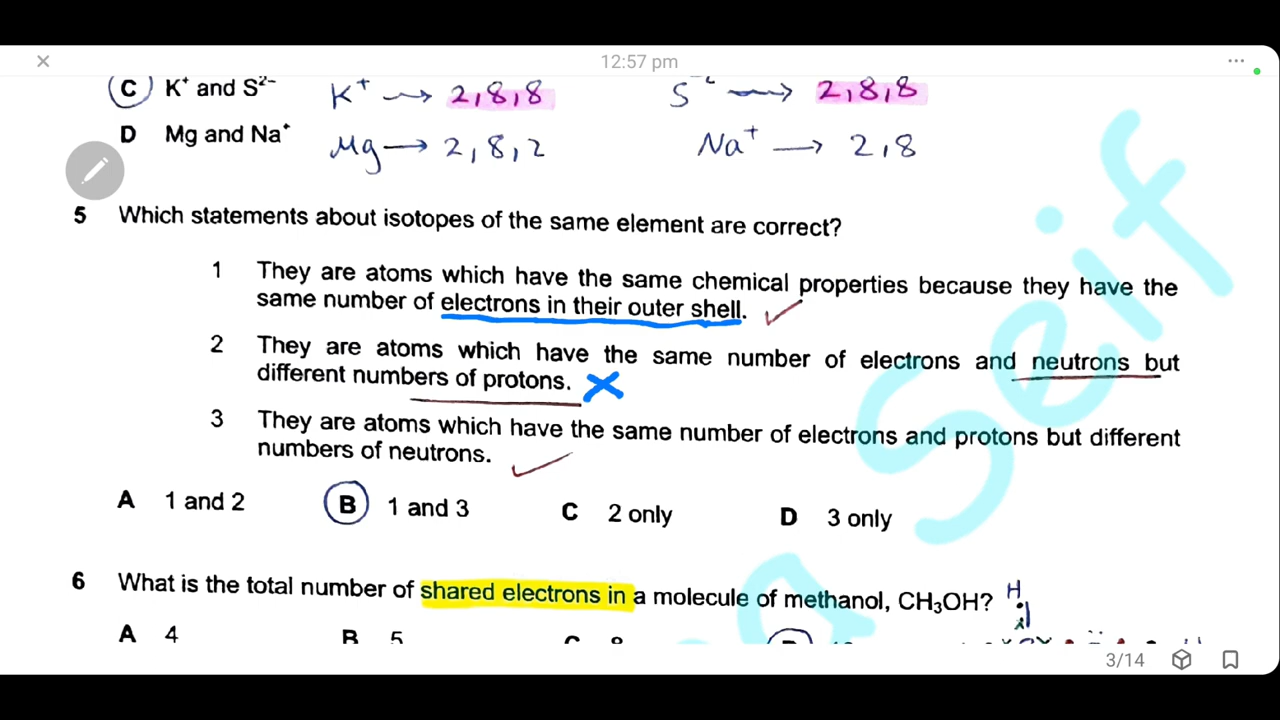 12:57 pm
C K⁺ and S²⁻ K⁺ → 2,8,8 S⁻² → 2,8,8
D Mg and Na⁺ Mg → 2,8,2 Na⁺ → 2,8
5 Which statements about isotopes of the same element are correct?
1 They are atoms which have the same chemical properties because they have the
same number of electrons in their outer shell. ✓
2 They are atoms which have the same number of electrons and neutrons but
different numbers of protons. ✗
3 They are atoms which have the same number of electrons and protons but different
numbers of neutrons. ✓
A 1 and 2 B 1 and 3 C 2 only D 3 only
6 What is the total number of shared electrons in a molecule of methanol, CH₃OH? H
A 4 B 5
3/14
Seif